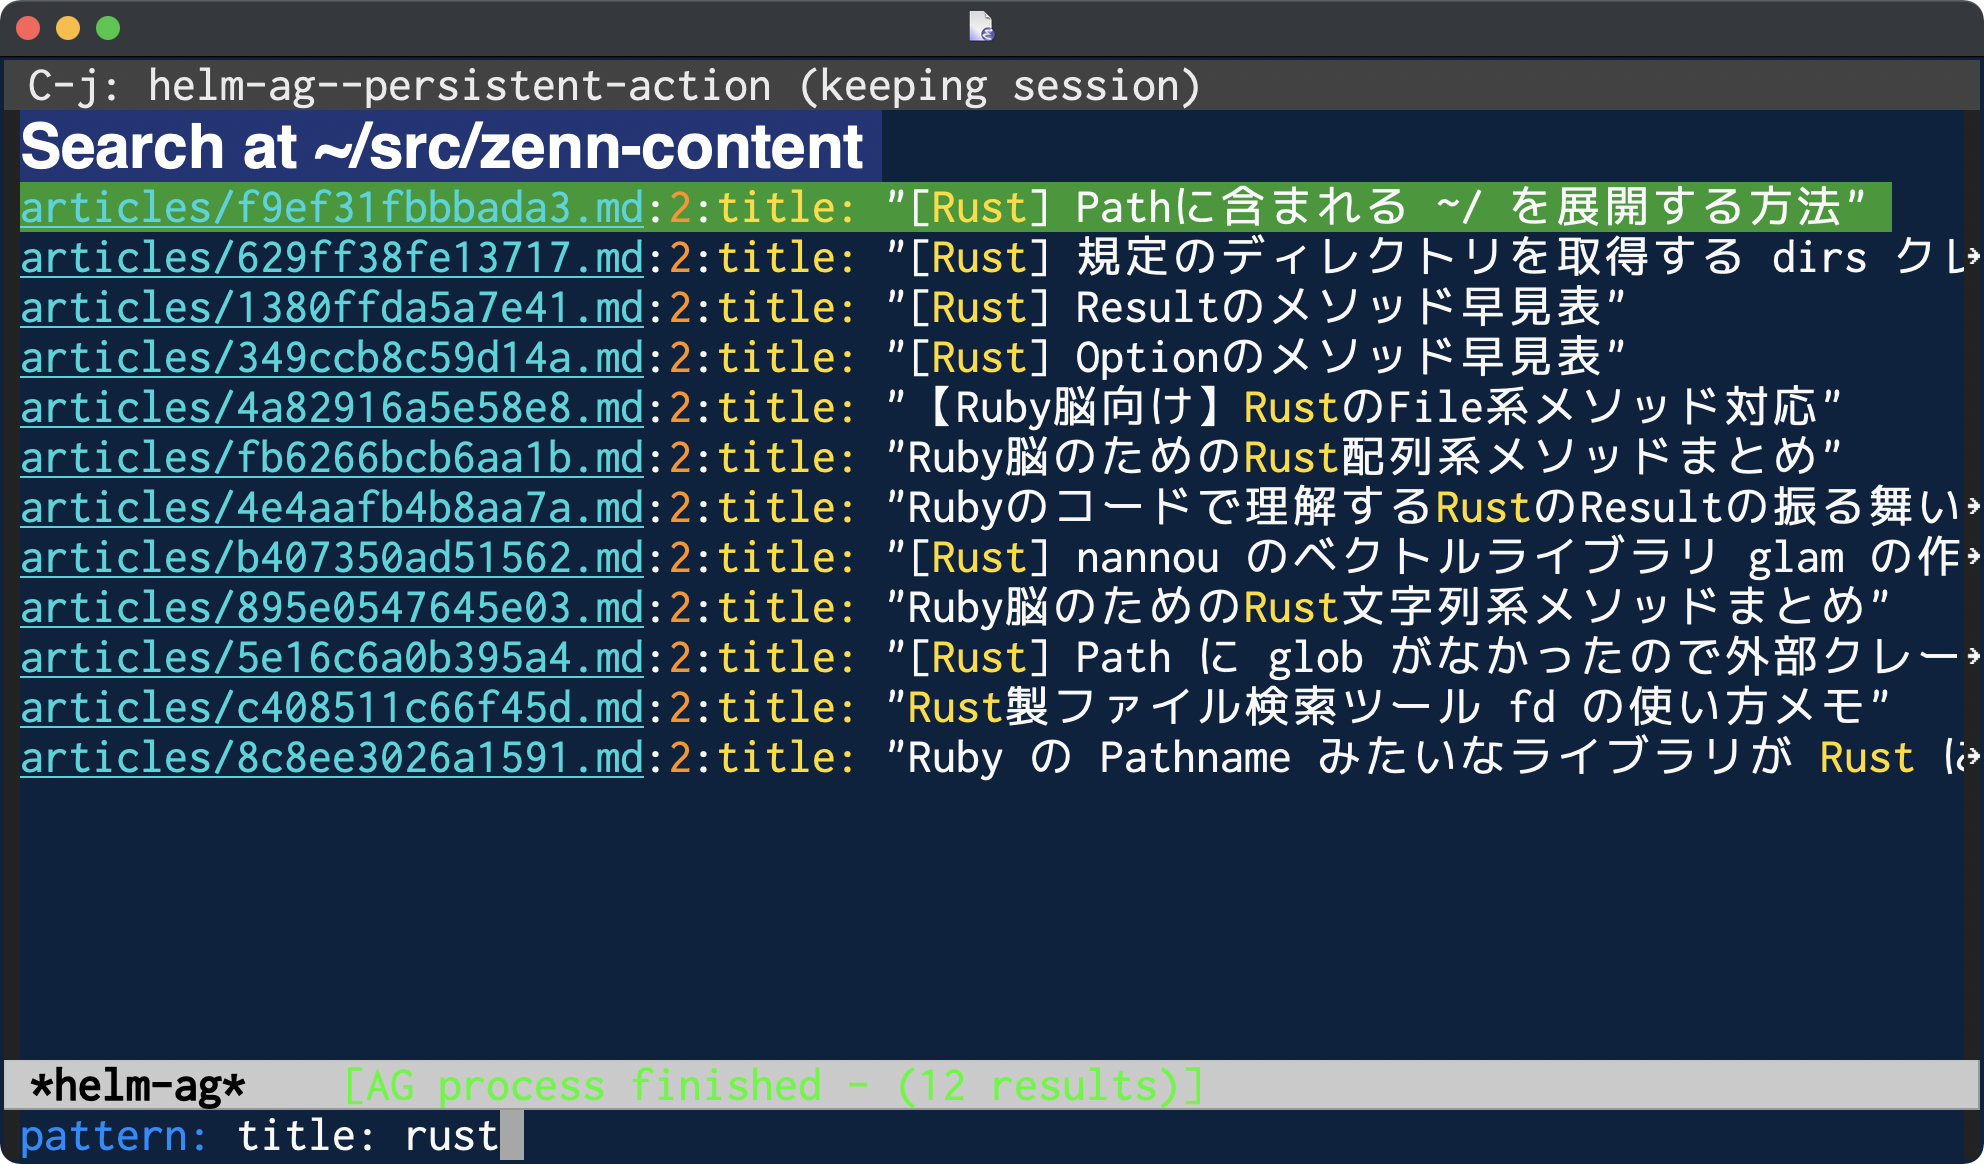 C-j: helm-ag--persistent-action (keeping session)
Search at ~/src/zenn-content
articles/f9ef31fbbbada3.md:2:title: "[Rust] Pathに含まれる ~/ を展開する方法"
articles/629ff38fe13717.md:2:title: "[Rust] 規定のディレクトリを取得する dirs クレ
articles/1380ffda5a7e41.md:2:title: "[Rust] Resultのメソッド早見表"
articles/349ccb8c59d14a.md:2:title: "[Rust] Optionのメソッド早見表"
articles/4a82916a5e58e8.md:2:title: "【Ruby脳向け】RustのFile系メソッド対応"
articles/fb6266bcb6aa1b.md:2:title: "Ruby脳のためのRust配列系メソッドまとめ"
articles/4e4aafb4b8aa7a.md:2:title: "Rubyのコードで理解するRustのResultの振る舞い
articles/b407350ad51562.md:2:title: "[Rust] nannou のベクトルライブラリ glam の作
articles/895e0547645e03.md:2:title: "Ruby脳のためのRust文字列系メソッドまとめ"
articles/5e16c6a0b395a4.md:2:title: "[Rust] Path に glob がなかったので外部クレー
articles/c408511c66f45d.md:2:title: "Rust製ファイル検索ツール fd の使い方メモ"
articles/8c8ee3026a1591.md:2:title: "Ruby の Pathname みたいなライブラリが Rust に
*helm-ag* [AG process finished - (12 results)]
pattern: title: rust